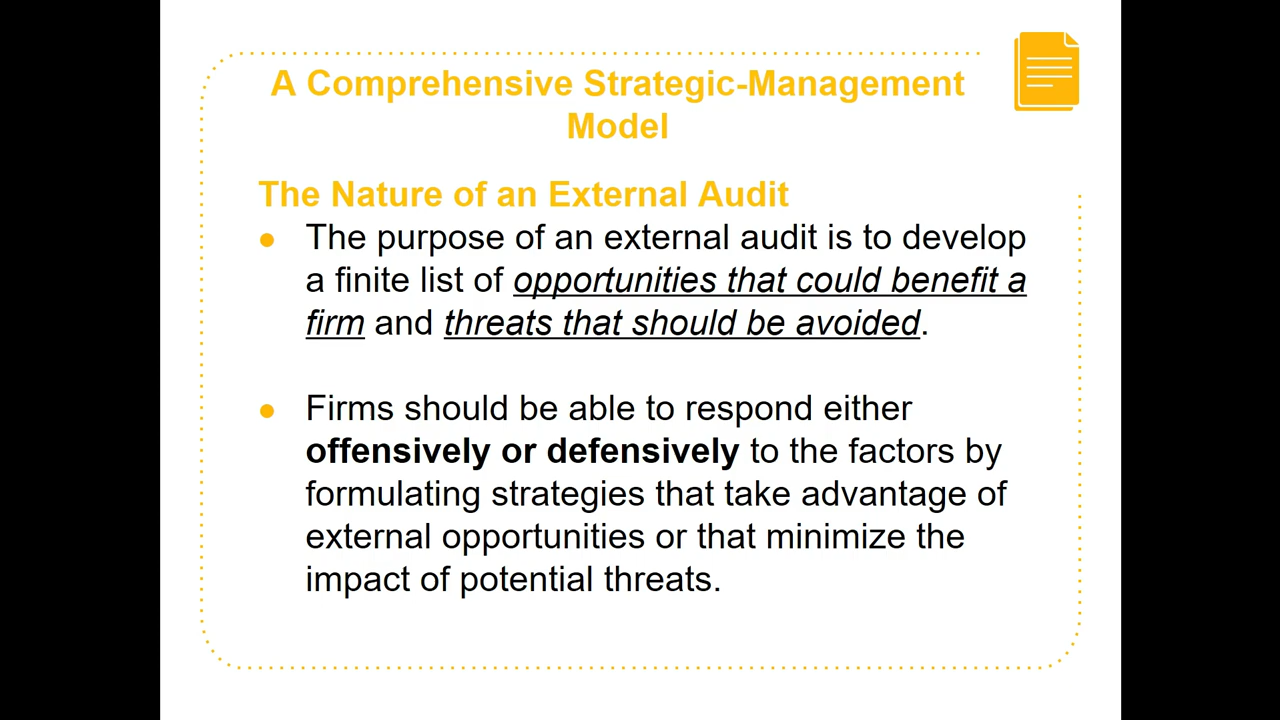 A Comprehensive Strategic-Management
Model
The Nature of an External Audit
● The purpose of an external audit is to develop
a finite list of opportunities that could benefit a
firm and threats that should be avoided.
● Firms should be able to respond either
offensively or defensively to the factors by
formulating strategies that take advantage of
external opportunities or that minimize the
impact of potential threats.